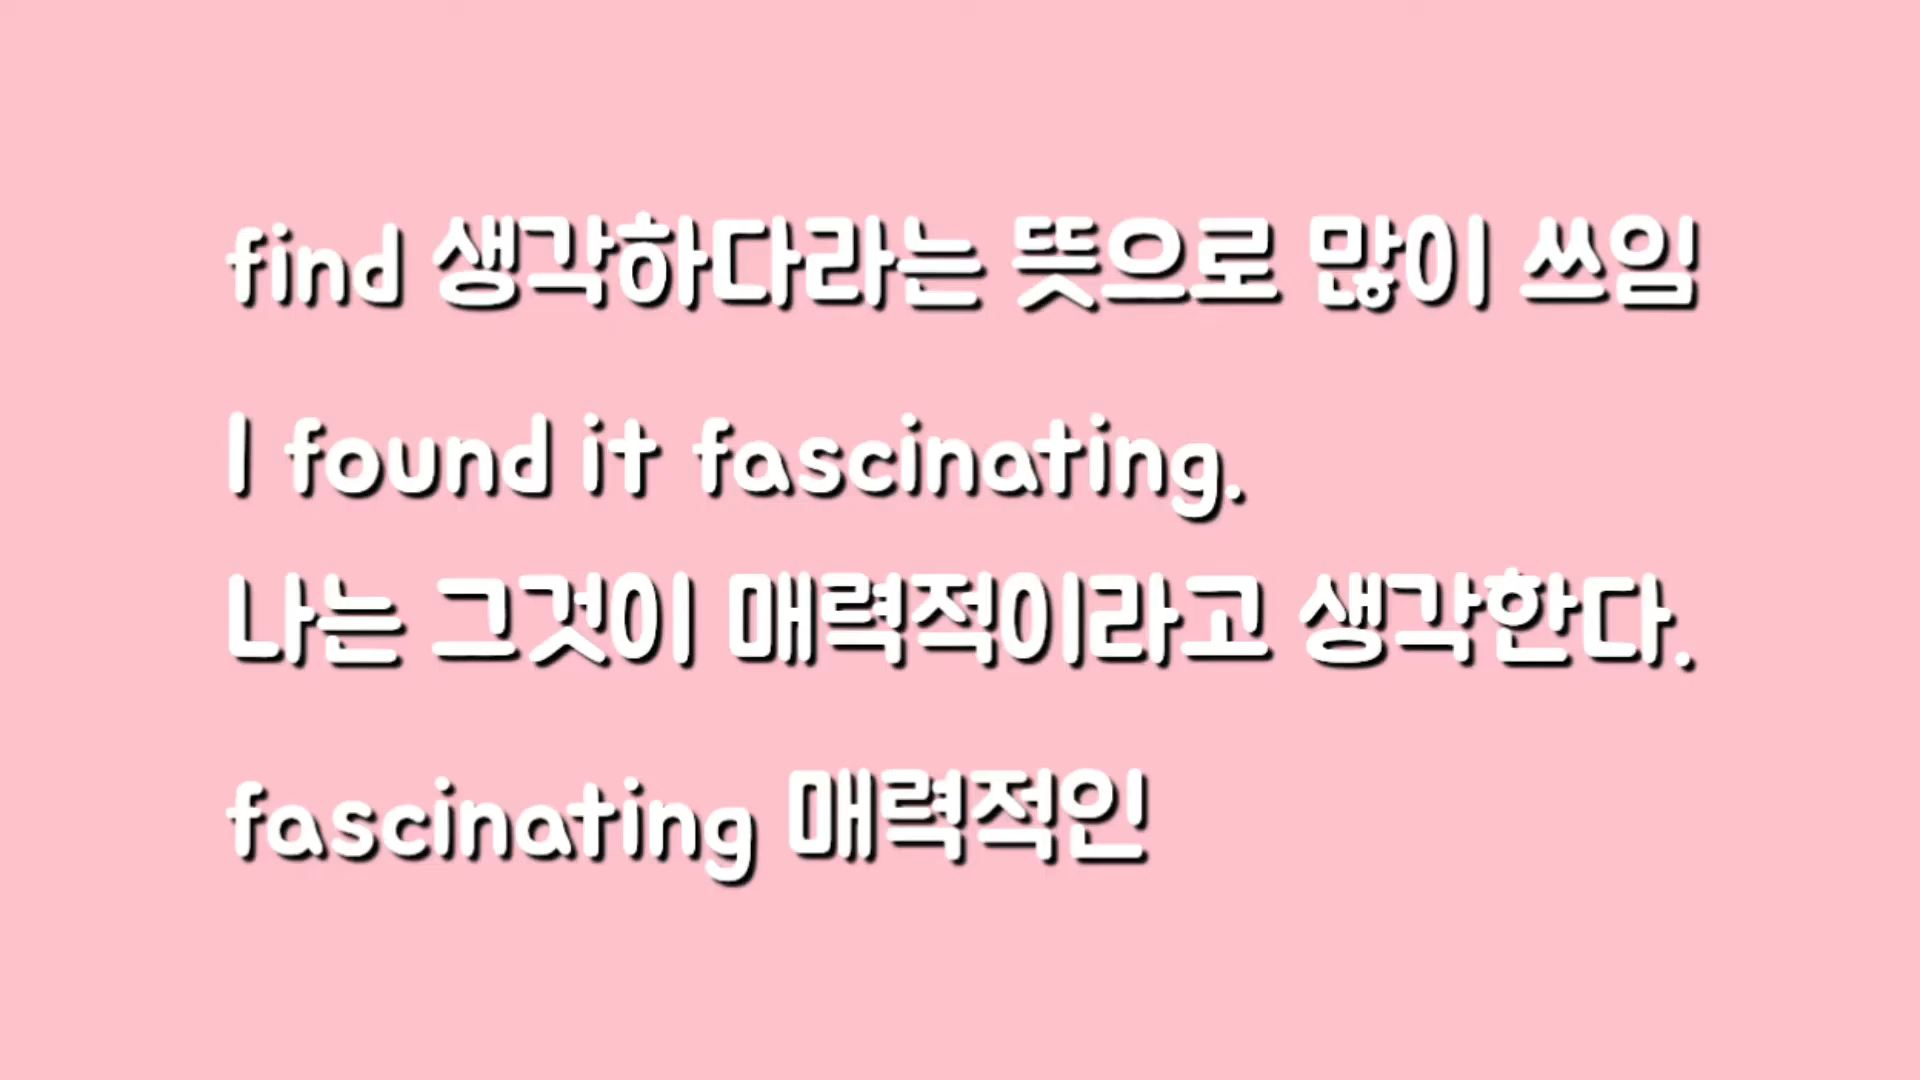 find 생각하다라는 뜻으로 많이 쓰임
I found it fascinating.
나는 그것이 매력적이라고 생각한다.
fascinating 매력적인